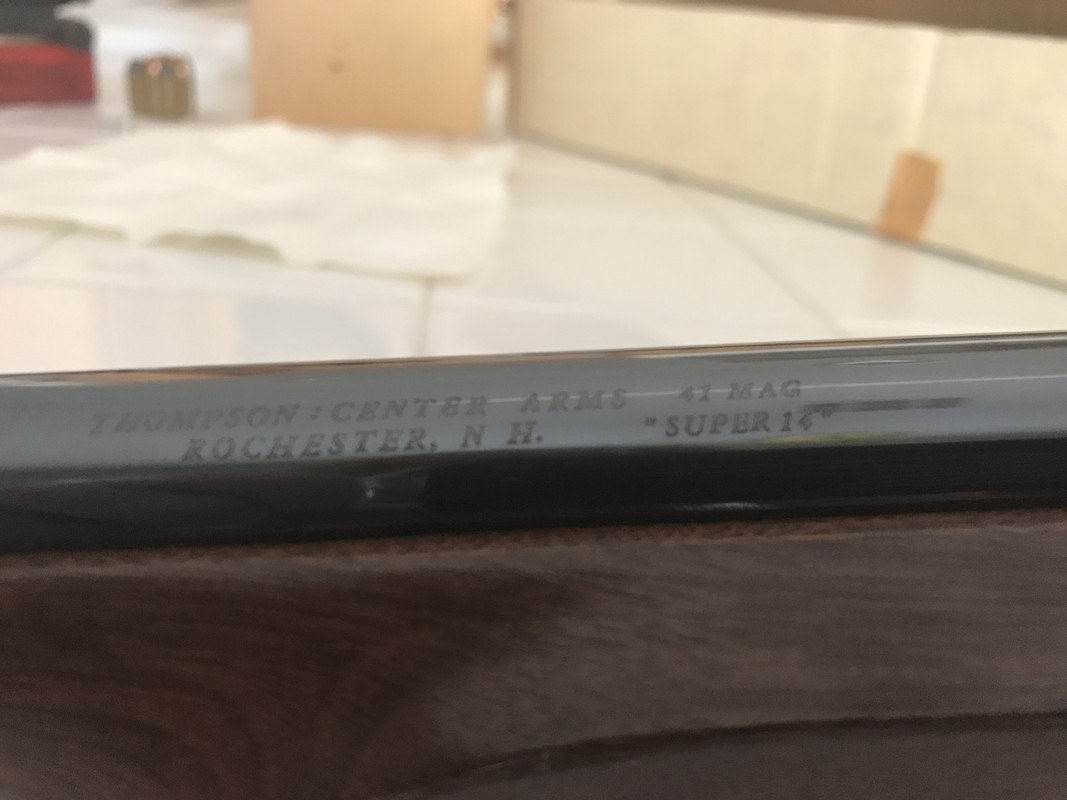 THOMPSON : CENTER ARMS 41 MAG
ROCHESTER, N H. "SUPER 14"